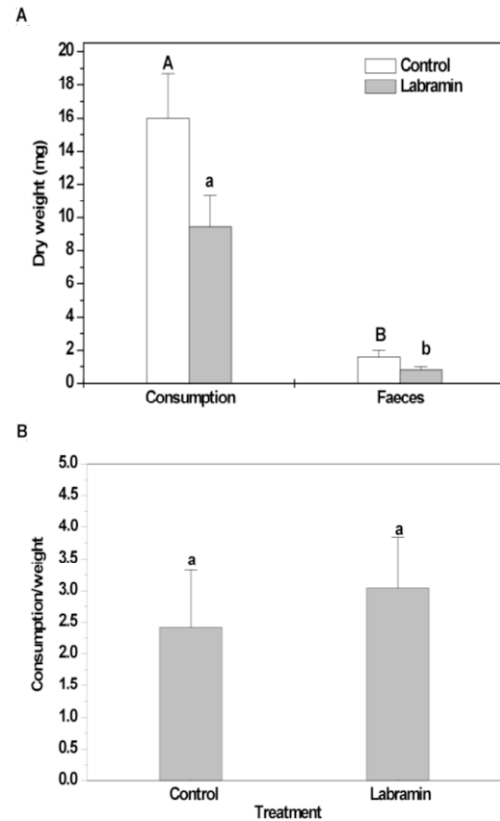 A
20
18
16
14
12
10
8
6
4
2
0
Dry weight (mg)
A
a
B
b
Control
Labramin
Consumption Faeces
B
5.0
4.5
4.0
3.5
3.0
2.5
2.0
1.5
1.0
0.5
0.0
Consumption/weight
a
a
Control Labramin
Treatment